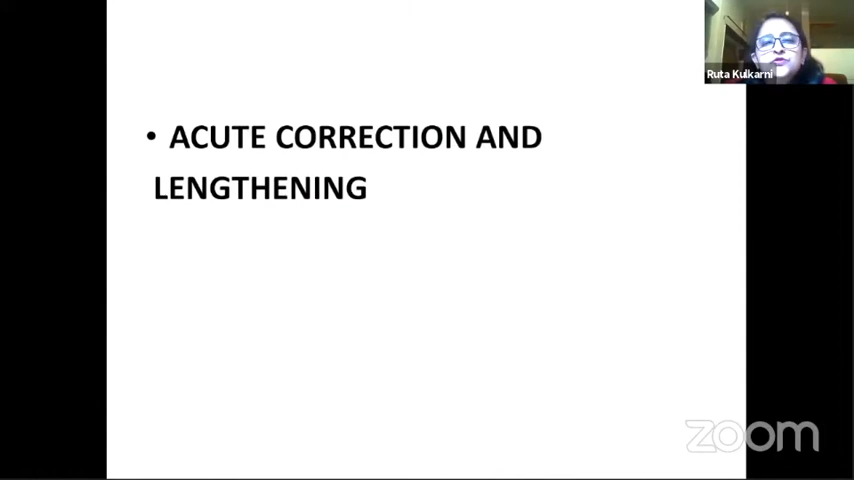 Ruta Kulkarni
• ACUTE CORRECTION AND
LENGTHENING
zoom